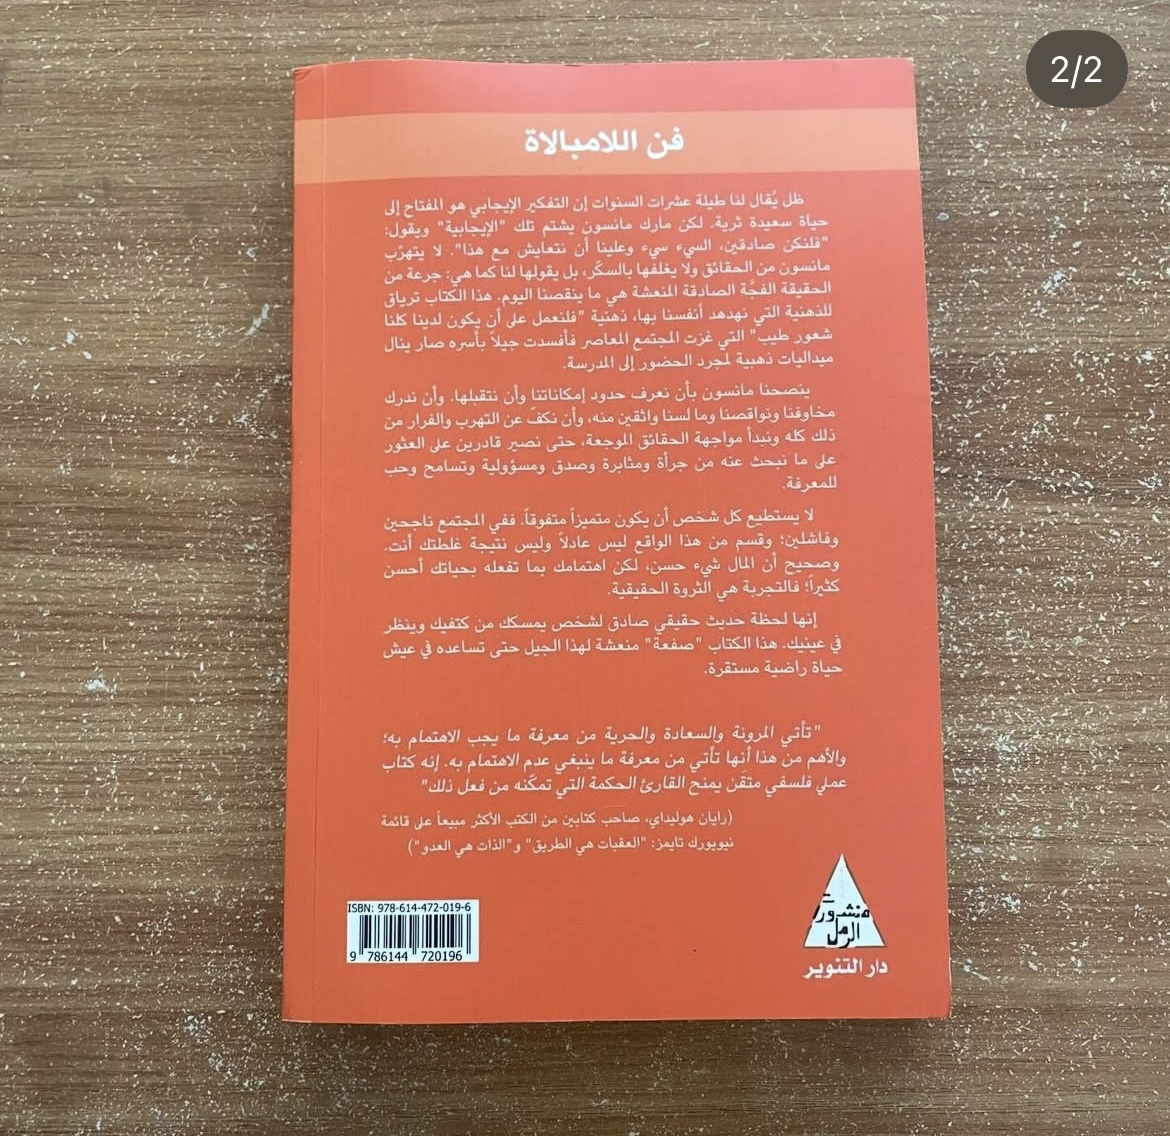 2/2
فن اللامبالاة
ظل يُقال لنا طيلة عشرات السنوات إن التفكير الإيجابي هو المفتاح إلى
حياة سعيدة ثرية. لكن مارك مانسون يشتم تلك "الإيجابية" ويقول:
"فلنكن صادقين، السيء سيء وعلينا أن نتعايش مع هذا". لا يتهرّب
مانسون من الحقائق ولا يغلفها بالسكّر، بل يقولها لنا كما هي: جرعة من
الحقيقة الفجَّة الصادقة المنعشة هي ما ينقصنا اليوم. هذا الكتاب ترياق
للذهنية التي نهدهد أنفسنا بها، ذهنية "فلنعمل على أن يكون لدينا كلنا
شعور طيب" التي غزت المجتمع المعاصر فأفسدت جيلاً بأسره صار ينال
ميداليات ذهبية لمجرد الحضور إلى المدرسة.
ينصحنا مانسون بأن نعرف حدود إمكاناتنا وأن نتقبلها. وأن ندرك
مخاوفنا ونواقصنا وما لسنا واثقين منه، وأن نكفّ عن التهرب والفرار من
ذلك كله ونبدأ مواجهة الحقائق الموجعة، حتى نصير قادرين على العثور
على ما نبحث عنه من جرأة ومثابرة وصدق ومسؤولية وتسامح وحب
للمعرفة.
لا يستطيع كل شخص أن يكون متميزاً متفوقاً. ففي المجتمع ناجحين
وفاشلين؛ وقسم من هذا الواقع ليس عادلاً وليس نتيجة غلطتك أنت.
وصحيح أن المال شيء حسن، لكن اهتمامك بما تفعله بحياتك أحسن
كثيراً؛ فالتجربة هي الثروة الحقيقية.
إنها لحظة حديث حقيقي صادق لشخص يمسكك من كتفيك وينظر
في عينيك. هذا الكتاب "صفعة" منعشة لهذا الجيل حتى تساعده في عيش
حياة راضية مستقرة.
"تأتي المرونة والسعادة والحرية من معرفة ما يجب الاهتمام به؛
والأهم من هذا أنها تأتي من معرفة ما ينبغي عدم الاهتمام به. إنه كتاب
عملي فلسفي متقَن يمنح القارئ الحكمة التي تمكّنه من فعل ذلك"
(رايان هوليداي، صاحب كتابين من الكتب الأكثر مبيعاً على قائمة
نيويورك تايمز: "العقبات هي الطريق" و"الذات هي العدو")
منشورات
الرمل
دار التنوير
ISBN: 978-614-472-019-6
9 786144 720196